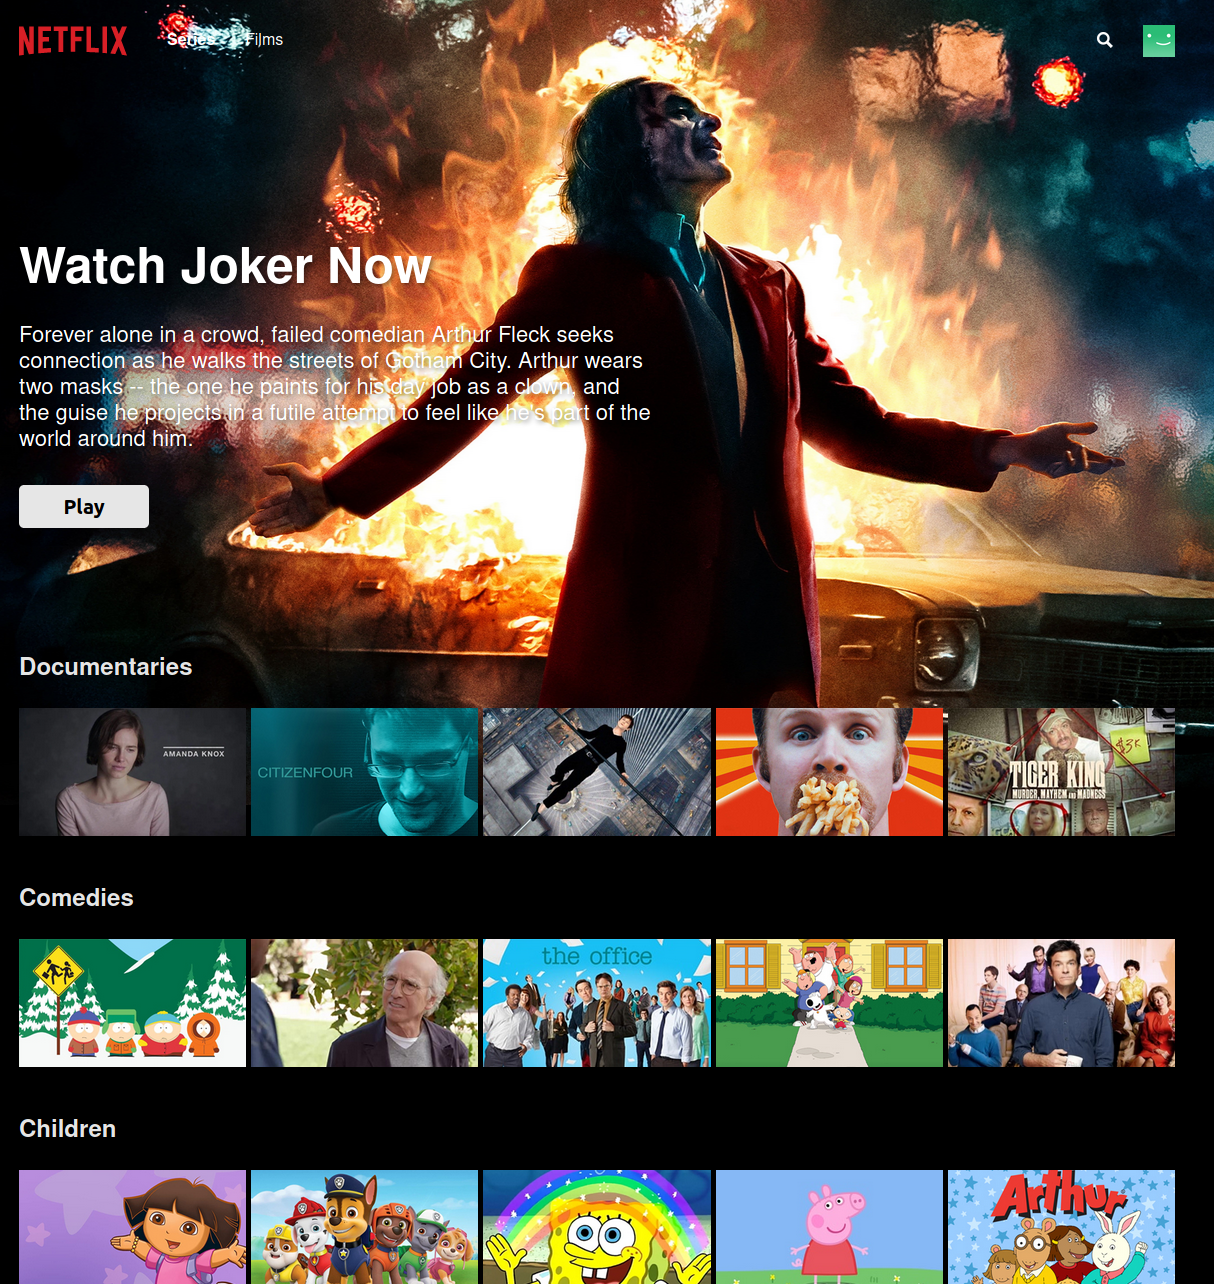 NETFLIX
Series
Films
Watch Joker Now
Forever alone in a crowd, failed comedian Arthur Fleck seeks
connection as he walks the streets of Gotham City. Arthur wears
two masks -- the one he paints for his day job as a clown, and
the guise he projects in a futile attempt to feel like he's part of the
world around him.
Play
Documentaries
AMANDA KNOX
CITIZENFOUR
$3K
TIGER KING
MURDER, MAYHEM AND MADNESS
Comedies
the office
Children
Arthur